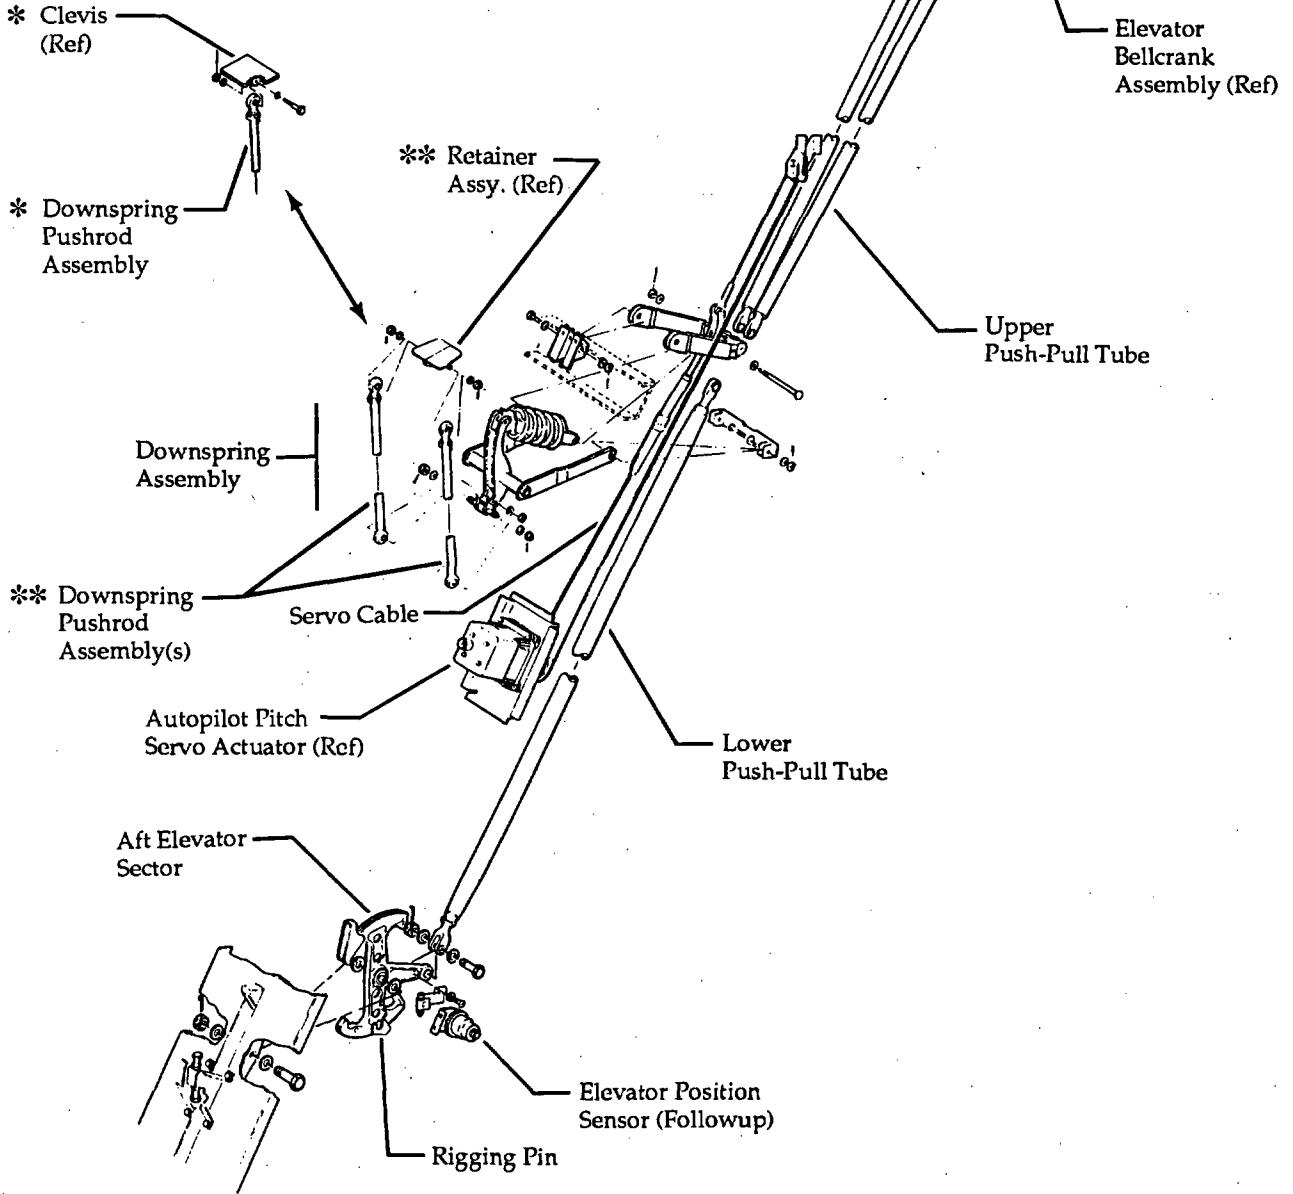 * Clevis
(Ref)
Elevator
Bellcrank
Assembly (Ref)
** Retainer
Assy. (Ref)
* Downspring
Pushrod
Assembly
Upper
Push-Pull Tube
Downspring
Assembly
** Downspring
Pushrod
Assembly(s)
Servo Cable
Autopilot Pitch
Servo Actuator (Ref)
Lower
Push-Pull Tube
Aft Elevator
Sector
Elevator Position
Sensor (Followup)
Rigging Pin